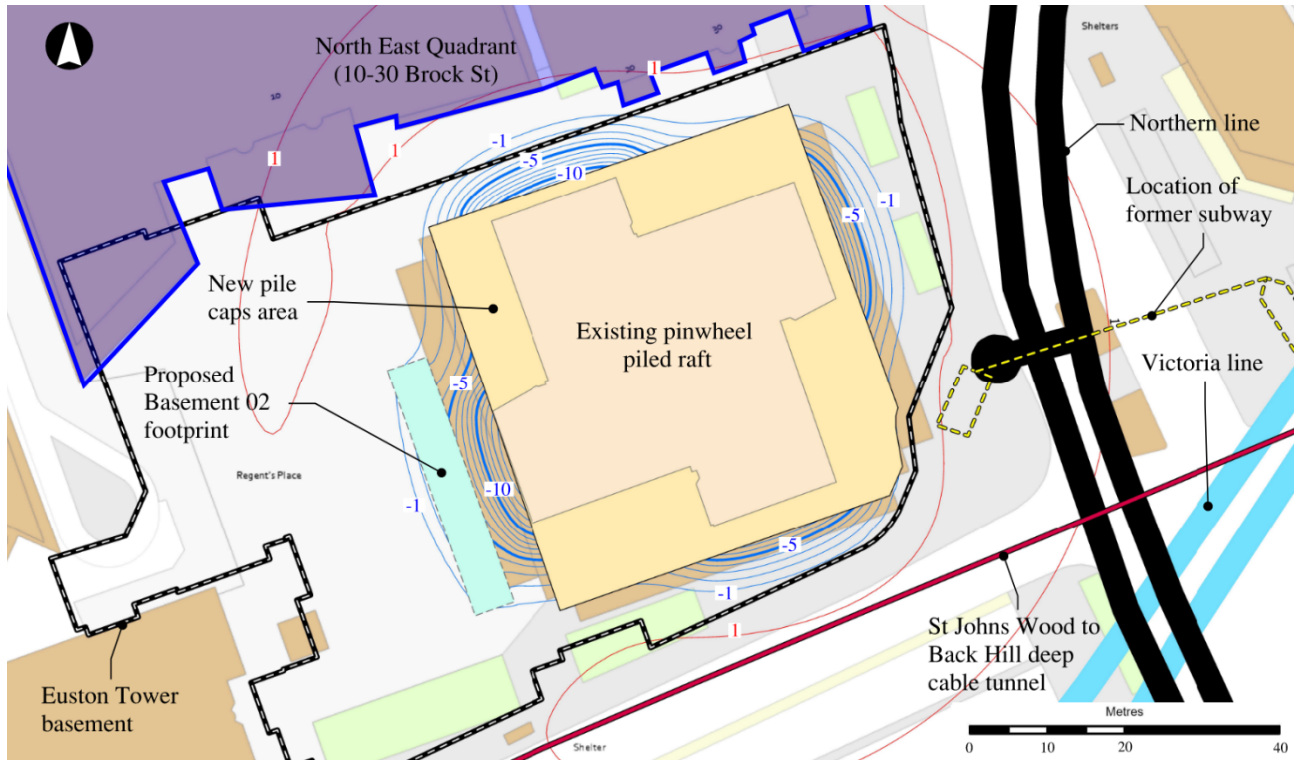 Shelters
North East Quadrant
(10-30 Brock St)
30
30
10
1
1
1
-1
-5
-10
Northern line
Location of
former subway
-5
-1
New pile
caps area
Existing pinwheel
piled raft
Victoria line
Proposed
Basement 02
footprint
-5
-10
-1
Regent's Place
-5
-1
1
St Johns Wood to
Back Hill deep
cable tunnel
Euston Tower
basement
Shelter
Metres
0
10
20
40